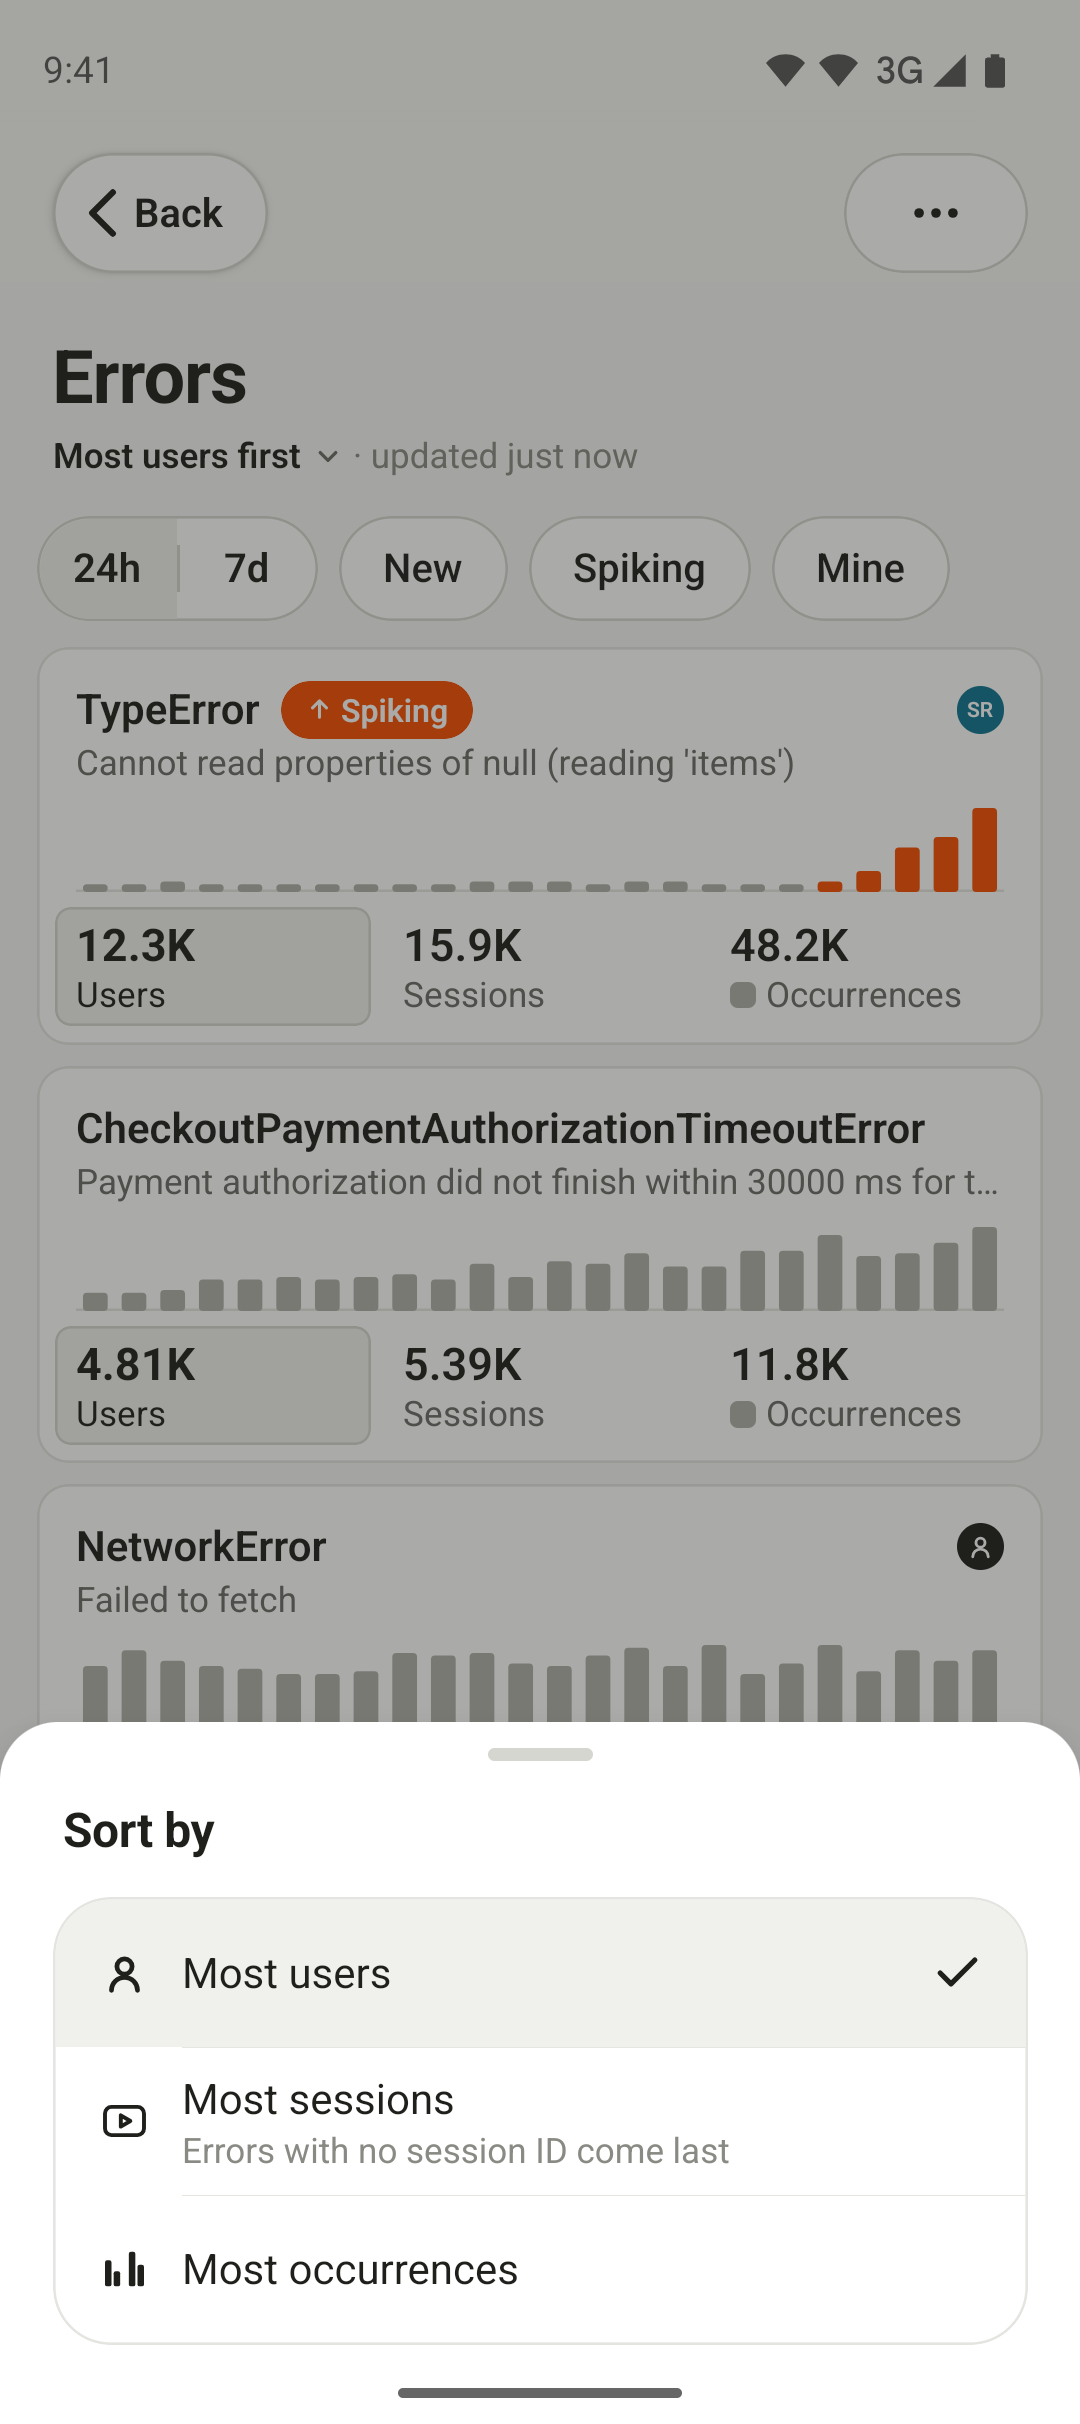 9:41
3G
Back
Errors
Most users first · updated just now
24h
7d
New
Spiking
Mine
TypeError
Spiking
SR
Cannot read properties of null (reading 'items')
12.3K
15.9K
48.2K
Users
Sessions
Occurrences
CheckoutPaymentAuthorizationTimeoutError
Payment authorization did not finish within 30000 ms for t…
4.81K
5.39K
11.8K
Users
Sessions
Occurrences
NetworkError
Failed to fetch
Sort by
Most users
Most sessions
Errors with no session ID come last
Most occurrences